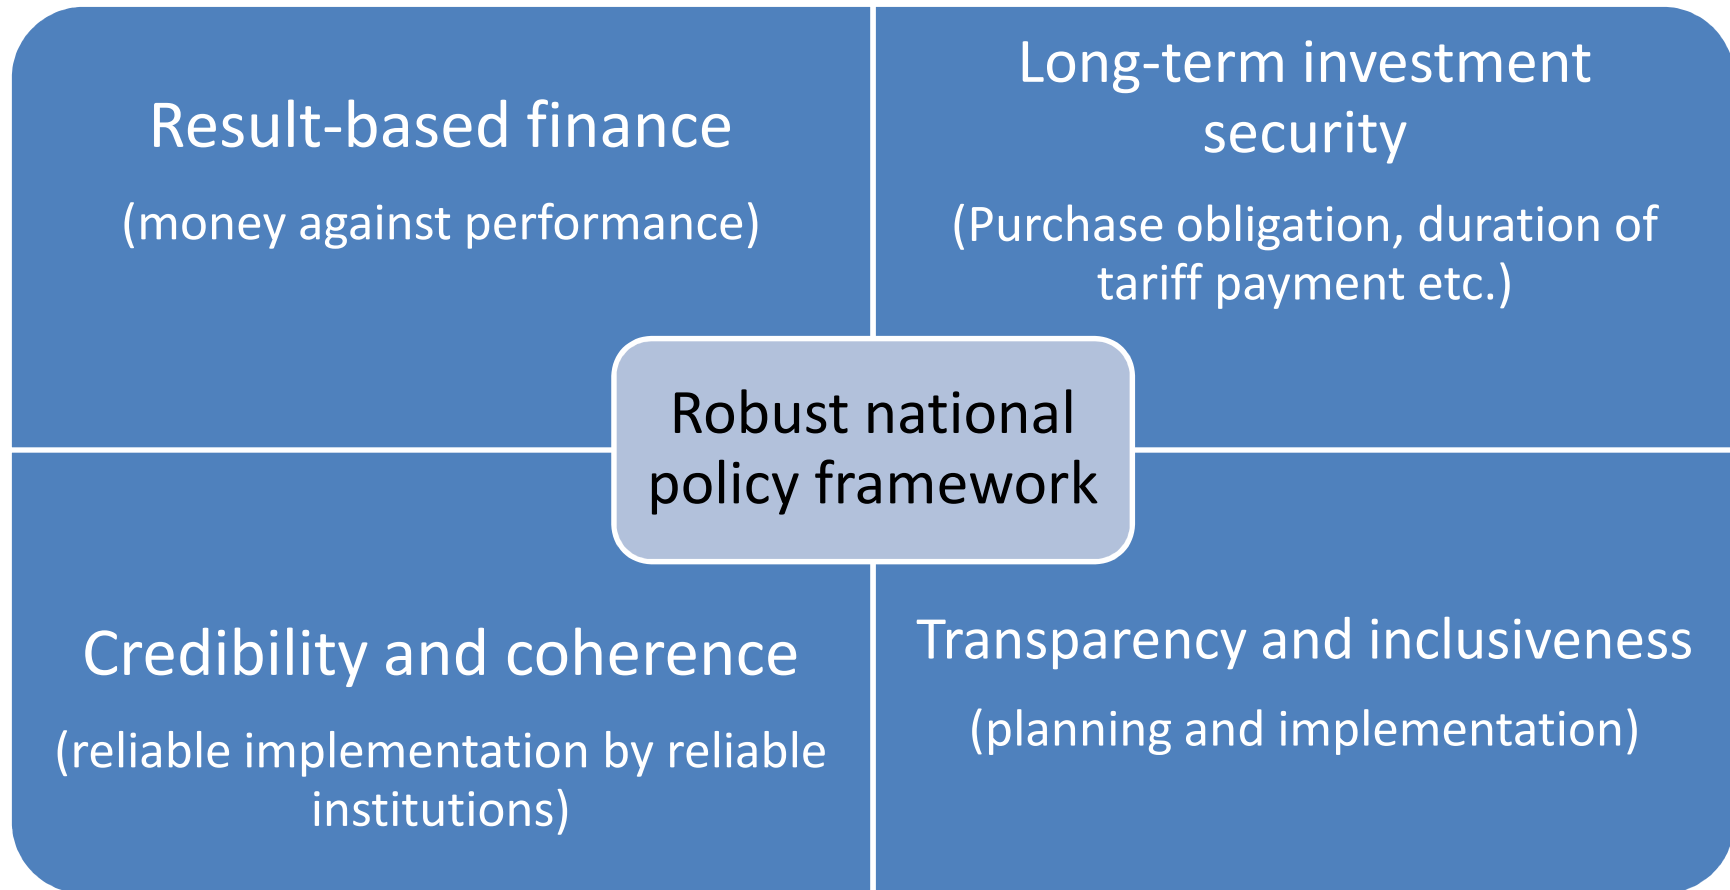 Result-based finance
(money against performance)
Long-term investment
security
(Purchase obligation, duration of
tariff payment etc.)
Robust national
policy framework
Credibility and coherence
(reliable implementation by reliable
institutions)
Transparency and inclusiveness
(planning and implementation)